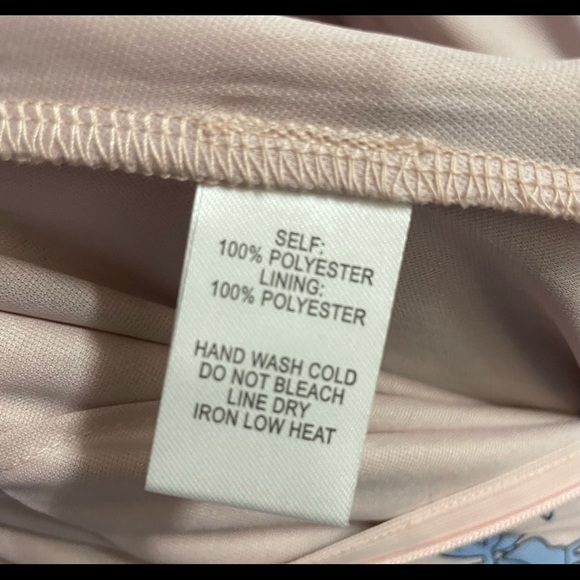 SELF:
100% POLYESTER
LINING:
100% POLYESTER
HAND WASH COLD
DO NOT BLEACH
LINE DRY
IRON LOW HEAT